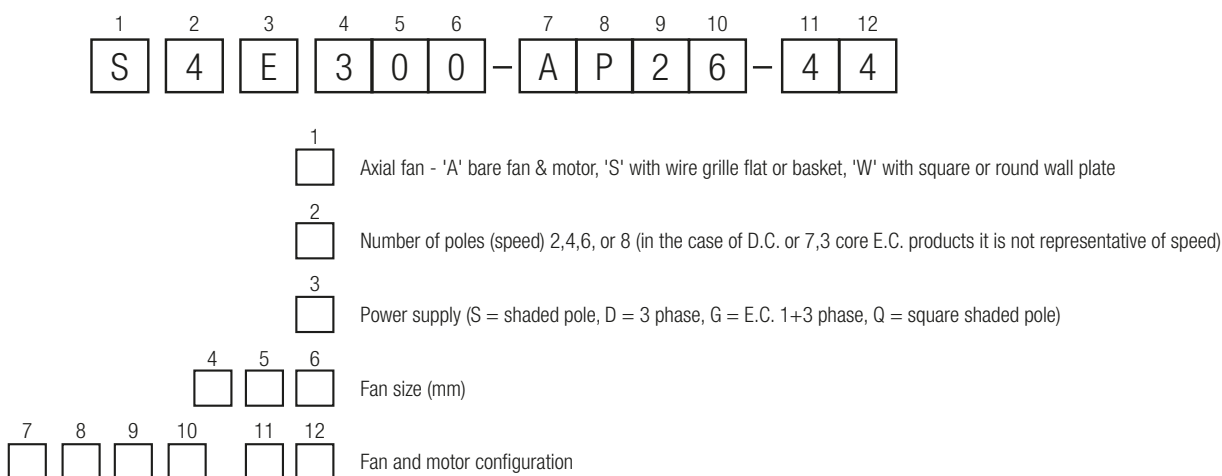 1 2 3 4 5 6 7 8 9 10 11 12
S 4 E 3 0 0 – A P 2 6 – 4 4
1
Axial fan - 'A' bare fan & motor, 'S' with wire grille flat or basket, 'W' with square or round wall plate
2
Number of poles (speed) 2,4,6, or 8 (in the case of D.C. or 7,3 core E.C. products it is not representative of speed)
3
Power supply (S = shaded pole, D = 3 phase, G = E.C. 1+3 phase, Q = square shaded pole)
4 5 6
Fan size (mm)
7 8 9 10 11 12
Fan and motor configuration